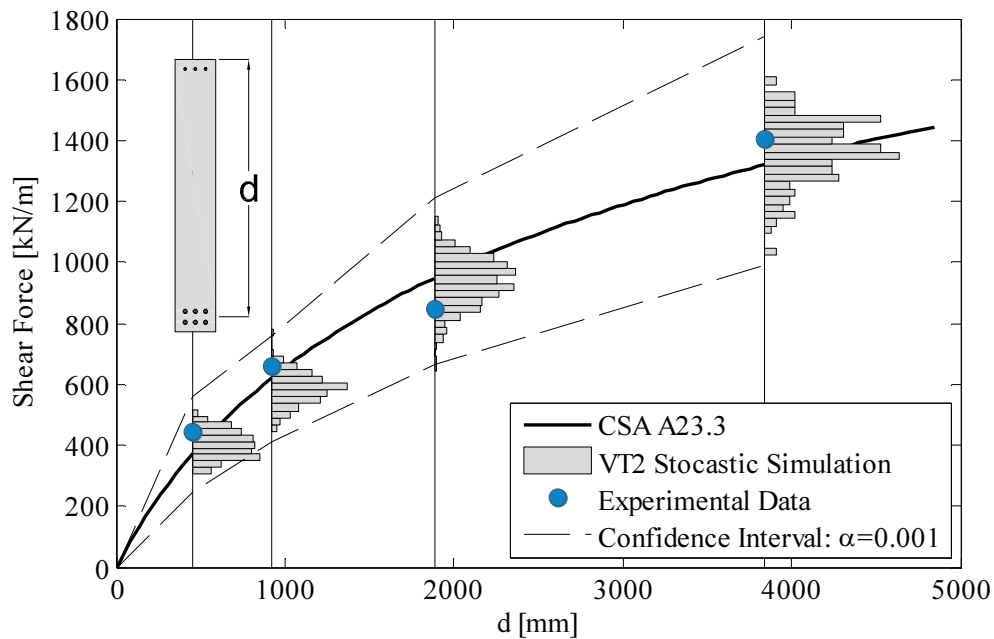 1800
1600
1400
1200
1000
800
600
400
200
0
Shear Force [kN/m]
d
CSA A23.3
VT2 Stocastic Simulation
Experimental Data
Confidence Interval: α=0.001
0
1000
2000
3000
4000
5000
d [mm]